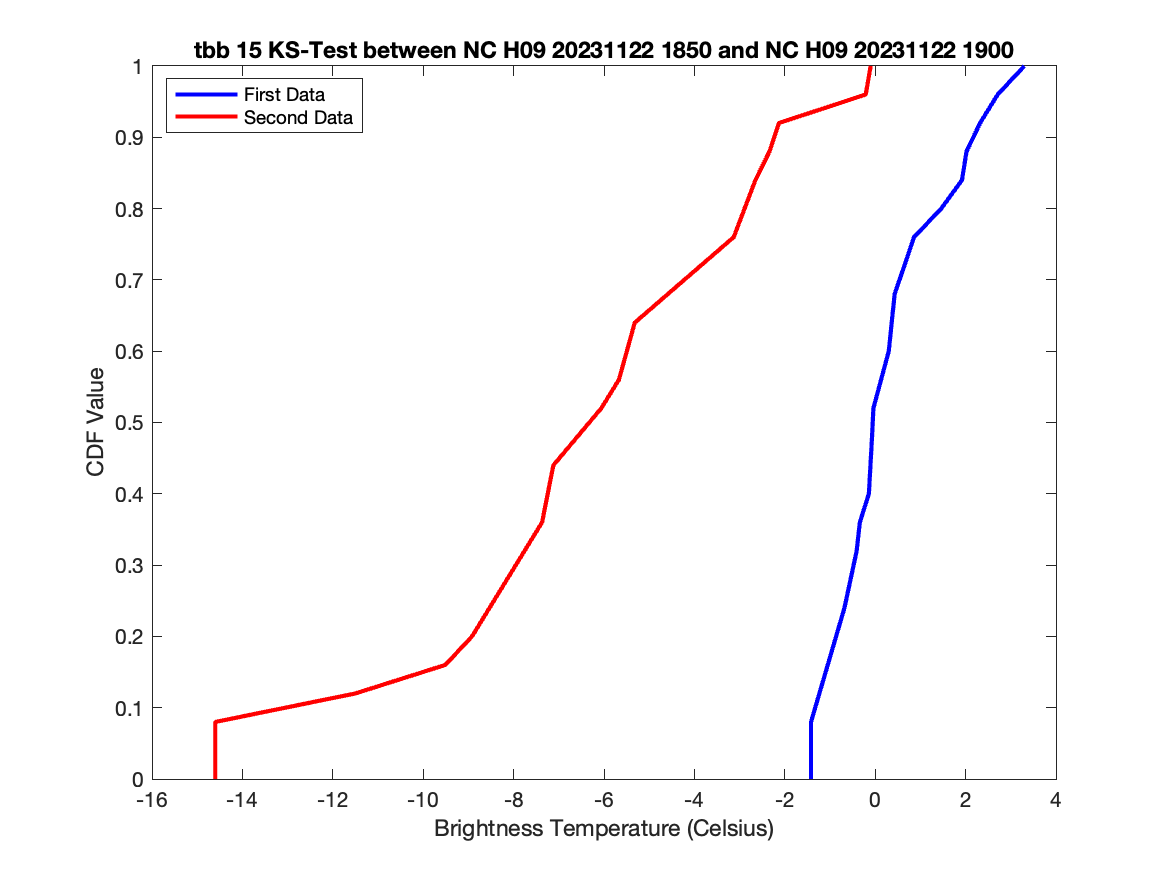 tbb 15 KS-Test between NC H09 20231122 1850 and NC H09 20231122 1900
First Data
Second Data
1
0.9
0.8
0.7
0.6
0.5
0.4
0.3
0.2
0.1
0
CDF Value
-16 -14 -12 -10 -8 -6 -4 -2 0 2 4
Brightness Temperature (Celsius)